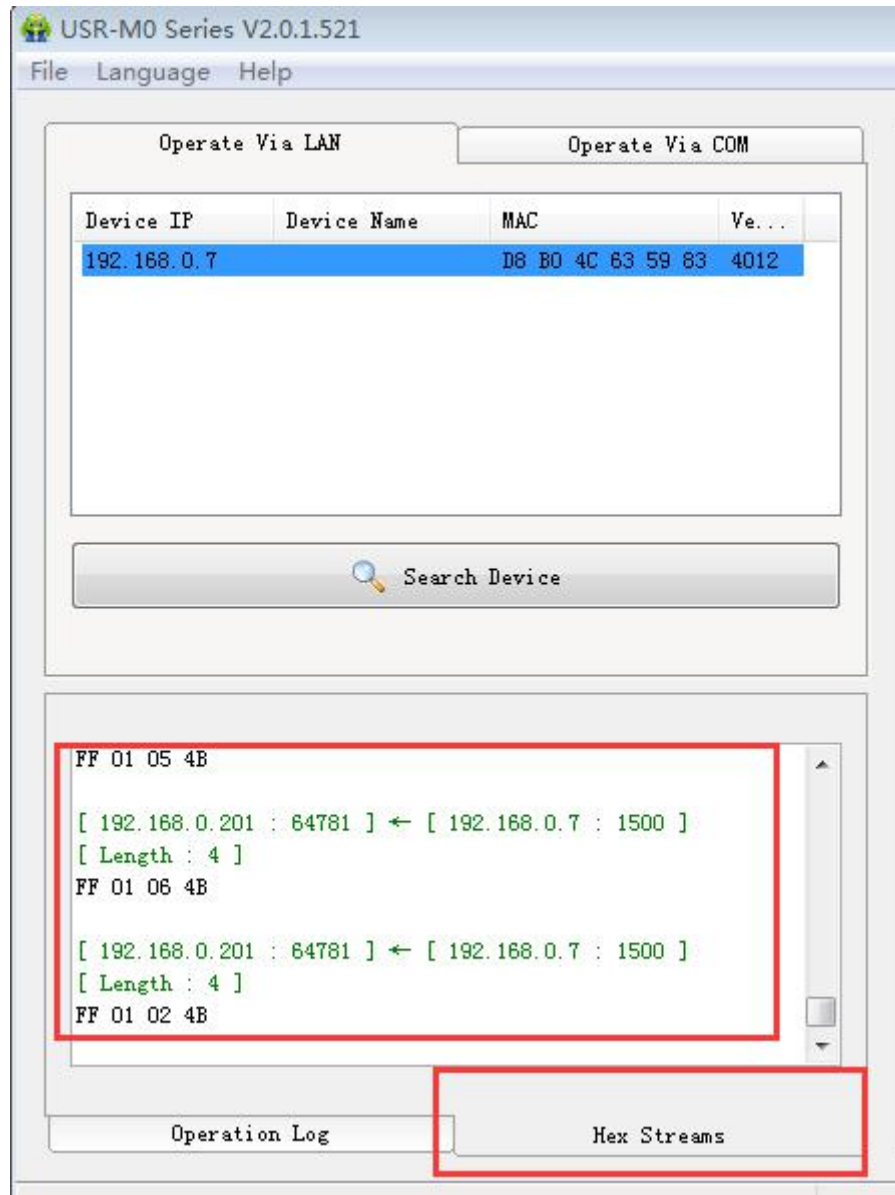 USR-M0 Series V2.0.1.521
File Language Help
Operate Via LAN Operate Via COM
Device IP Device Name MAC Ve...
192.168.0.7 D8 B0 4C 63 59 83 4012
Search Device
FF 01 05 4B
[ 192.168.0.201 : 64781 ] ← [ 192.168.0.7 : 1500 ]
[ Length : 4 ]
FF 01 06 4B
[ 192.168.0.201 : 64781 ] ← [ 192.168.0.7 : 1500 ]
[ Length : 4 ]
FF 01 02 4B
Operation Log Hex Streams